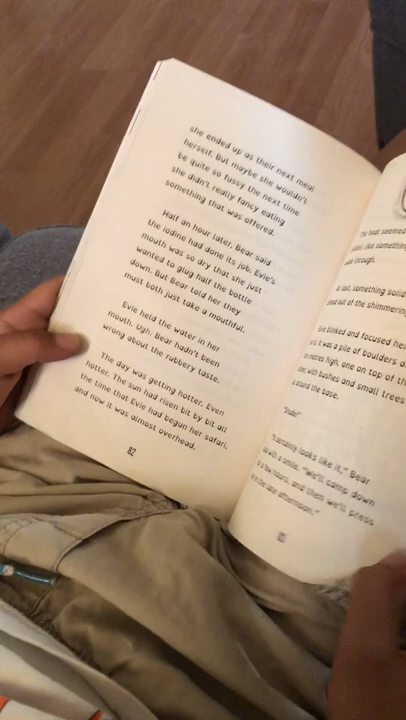 she ended up as their next meal
herself. But maybe she wouldn't
be quite so fussy the next time
she didn't really fancy eating
something that was offered.
Half an hour later, Bear said
the iodine had done its job. Evie's
mouth was so dry that she just
wanted to glug half the bottle
down. But Bear told her they
must both just take a mouthful.
Evie held the water in her
mouth. Ugh. Bear hadn't been
wrong about the rubbery taste.
The day was getting hotter. Even
hotter. The sun had risen bit by bit all
the time that Evie had begun her safari,
and now it was almost overhead.
82
The heat seemed
like something
through.
at last, something solid
out of the shimmering
Evie blinked and focused
it was a pile of boulders
metres high, one on top of
with bushes and small trees
around the base.
"Shade!"
"It certainly looks like it," Bear
with a smile. "We'll camp down
a few hours, and then we'll press
in the late afternoon."